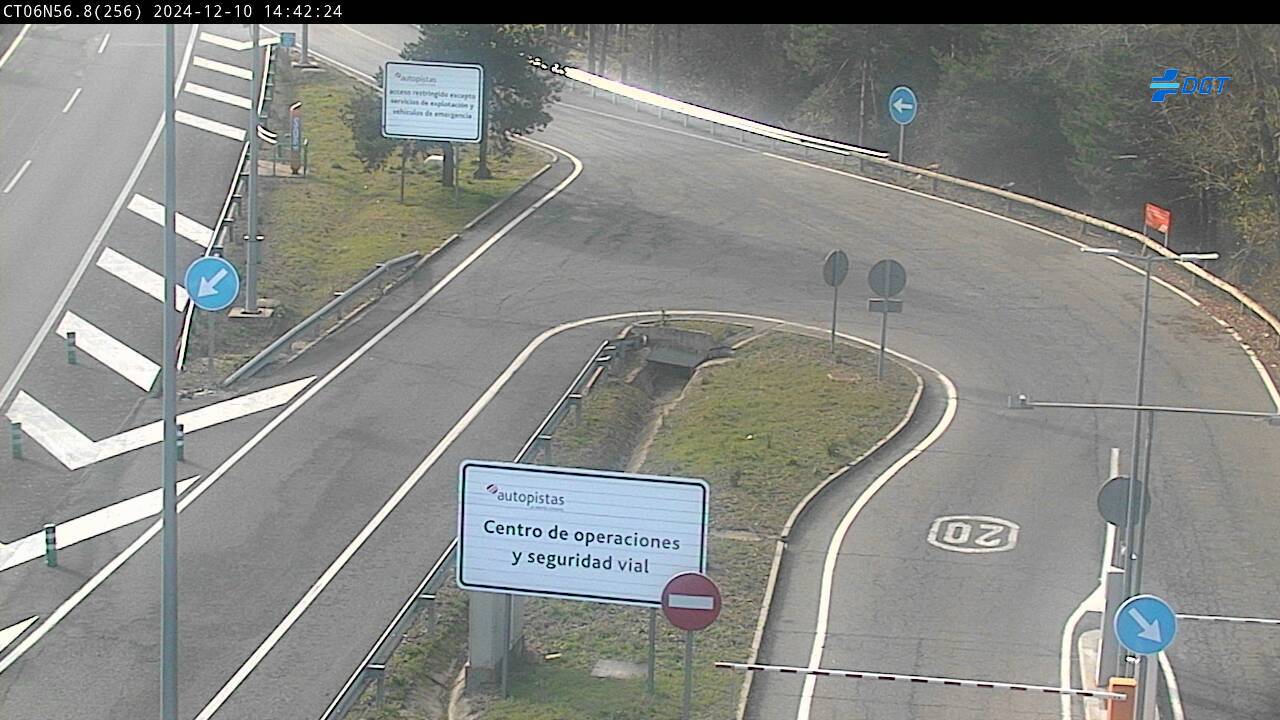 CT06N56.8(256) 2024-12-10 14:42:24
autopistas
acceso restringido excepto
servicios de explotación y
vehículos de emergencia
DGT
autopistas
Centro de operaciones
y seguridad vial
20